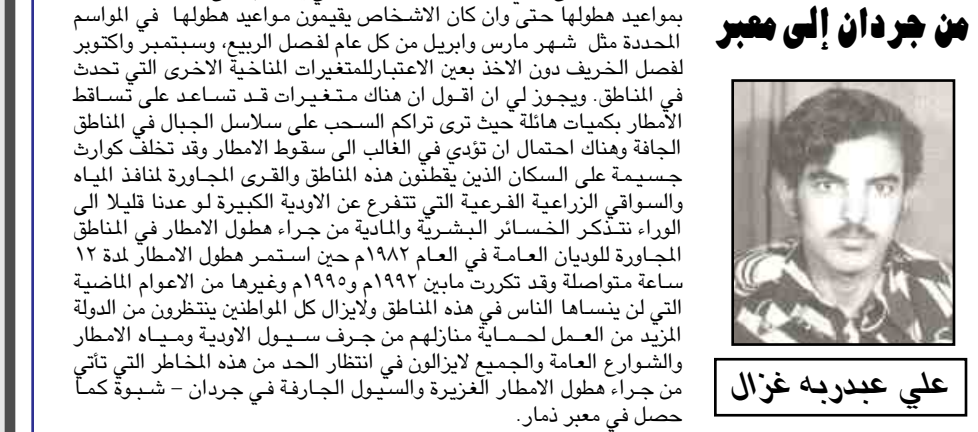 من جردان إلى معبر
علي عبدربه غزال
بمواعيد هطولها حتى وان كان الاشخاص يقيمون مواعيد هطولها في المواسم
المحددة مثل شهر مارس وابريل من كل عام لفصل الربيع، وسبتمبر واكتوبر
لفصل الخريف دون الاخذ بعين الاعتبارللمتغيرات المناخية الاخرى التي تحدث
في المناطق. ويجوز لي ان اقول ان هناك متغيرات قد تساعد على تساقط
الامطار بكميات هائلة حيث ترى تراكم السحب على سلاسل الجبال في المناطق
الجافة وهناك احتمال ان تؤدي في الغالب الى سقوط الامطار وقد تخلف كوارث
جسيمة على السكان الذين يقطنون هذه المناطق والقرى المجاورة لمنافذ المياه
والسواقي الزراعية الفرعية التي تتفرع عن الاودية الكبيرة لو عدنا قليلا الى
الوراء نتذكر الخسائر البشرية والمادية من جراء هطول الامطار في المناطق
المجاورة للوديان العامة في العام ١٩٨٢م حين استمر هطول الامطار لمدة ١٢
ساعة متواصلة وقد تكررت مابين ١٩٩٢م و١٩٩٥م وغيرها من الاعوام الماضية
التي لن ينساها الناس في هذه المناطق ولايزال كل المواطنين ينتظرون من الدولة
المزيد من العمل لحماية منازلهم من جرف سيول الاودية ومياه الامطار
والشوارع العامة والجميع لايزالون في انتظار الحد من هذه المخاطر التي تأتي
من جراء هطول الامطار الغزيرة والسيول الجارفة في جردان – شبوة كما
حصل في معبر ذمار.